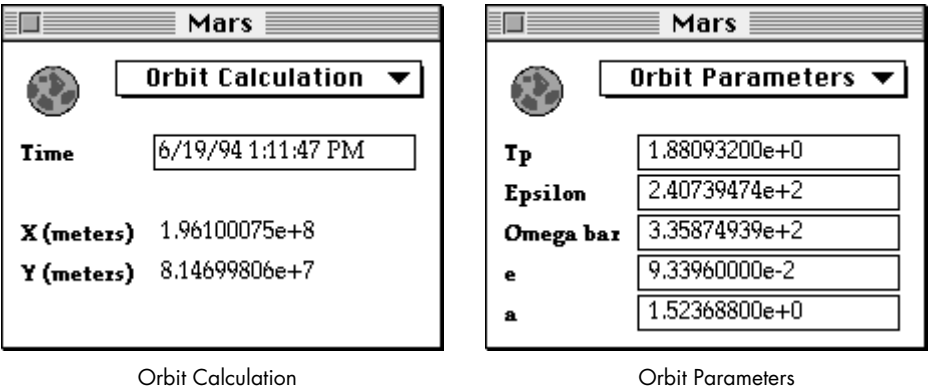 Mars
Orbit Calculation
Time 6/19/94 1:11:47 PM
X (meters) 1.96100075e+8
Y (meters) 8.14699806e+7
Orbit Calculation
Mars
Orbit Parameters
Tp 1.88093200e+0
Epsilon 2.40739474e+2
Omega bar 3.35874939e+2
e 9.33960000e-2
a 1.52368800e+0
Orbit Parameters